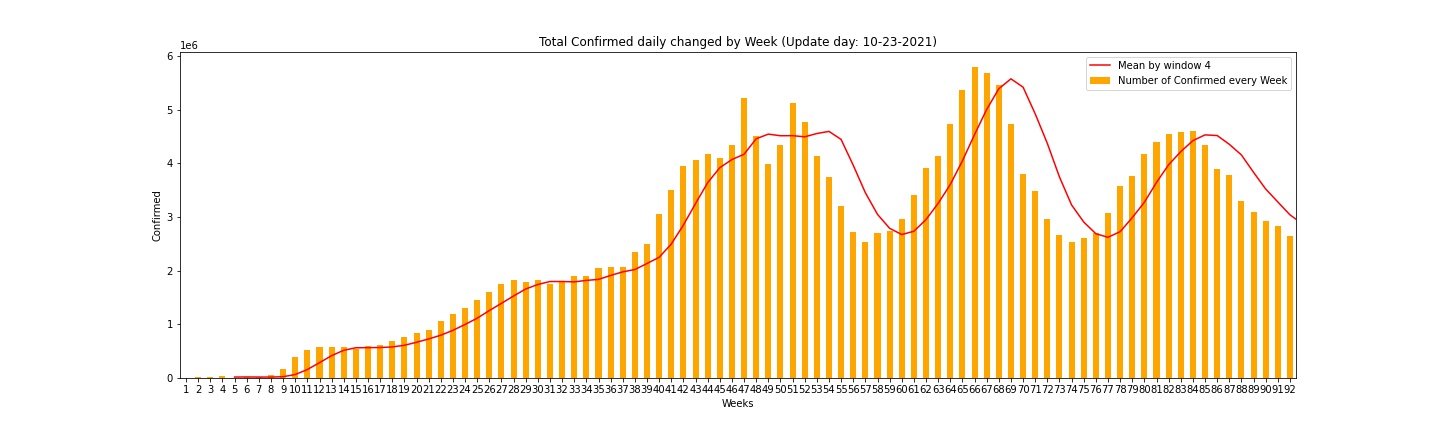 Total Confirmed daily changed by Week (Update day: 10-23-2021)
1e6
Mean by window 4
Number of Confirmed every Week
6
5
4
3
2
1
0
Confirmed
1 2 3 4 5 6 7 8 9 10 11 12 13 14 15 16 17 18 19 20 21 22 23 24 25 26 27 28 29 30 31 32 33 34 35 36 37 38 39 40 41 42 43 44 45 46 47 48 49 50 51 52 53 54 55 56 57 58 59 60 61 62 63 64 65 66 67 68 69 70 71 72 73 74 75 76 77 78 79 80 81 82 83 84 85 86 87 88 89 90 91 92
Weeks